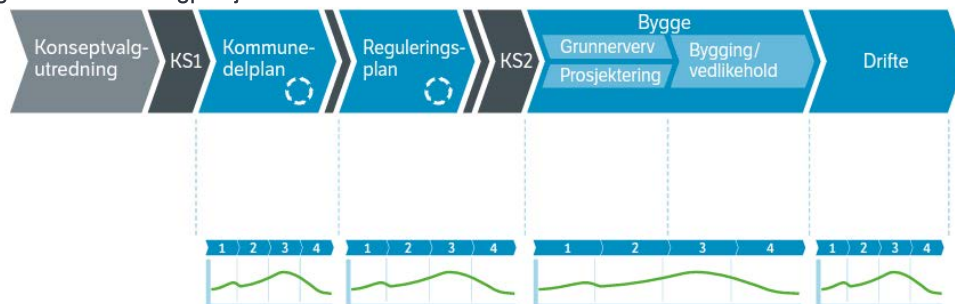 Konseptvalg-
utredning
KS1
Kommune-
delplan
Regulerings-
plan
KS2
Bygge
Grunnerverv
Prosjektering
Bygging/
vedlikehold
Drifte
1 2 3 4
1 2 3 4
1 2 3 4
1 2 3 4